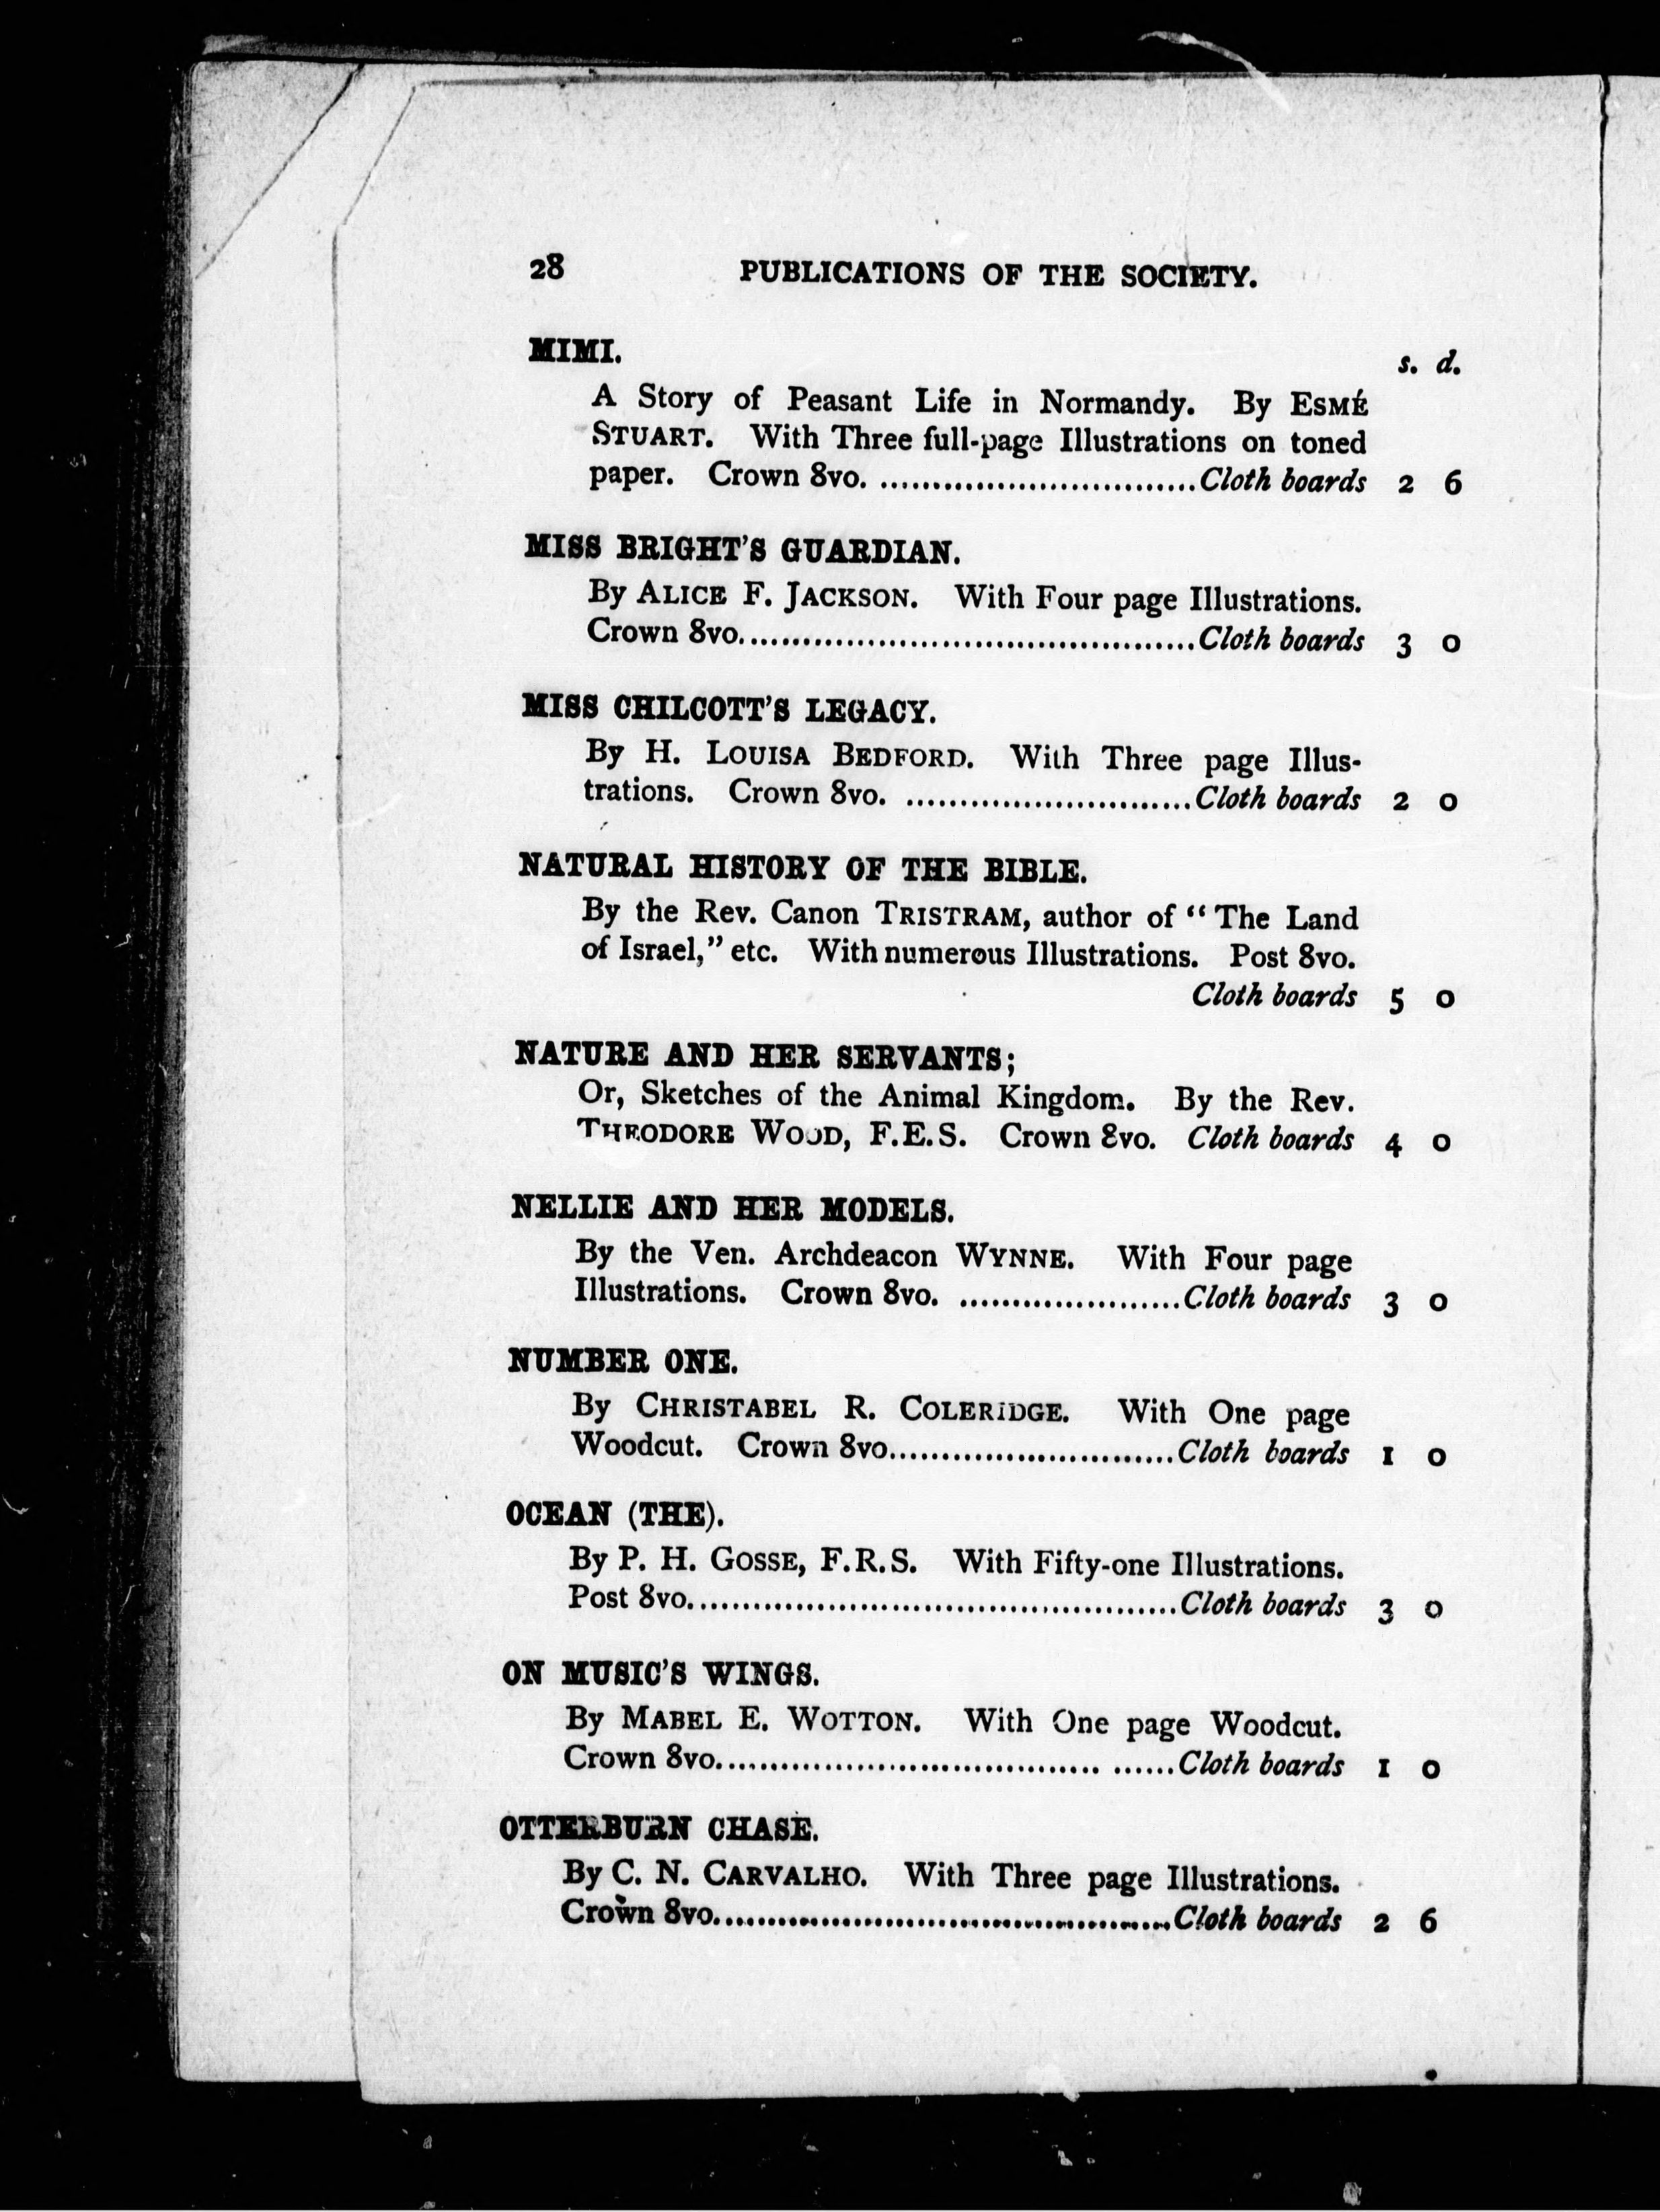 28 PUBLICATIONS OF THE SOCIETY.
MIMI.
s. d.
A Story of Peasant Life in Normandy. By ESMÉ
STUART. With Three full-page Illustrations on toned
paper. Crown 8vo. ..............................Cloth boards 2 6
MISS BRIGHT'S GUARDIAN.
By ALICE F. JACKSON. With Four page Illustrations.
Crown 8vo...........................................Cloth boards 3 0
MISS CHILCOTT'S LEGACY.
By H. LOUISA BEDFORD. With Three page Illus-
trations. Crown 8vo. ...........................Cloth boards 2 0
NATURAL HISTORY OF THE BIBLE.
By the Rev. Canon TRISTRAM, author of "The Land
of Israel," etc. With numerous Illustrations. Post 8vo.
Cloth boards 5 0
NATURE AND HER SERVANTS;
Or, Sketches of the Animal Kingdom. By the Rev.
THEODORE WOOD, F.E.S. Crown 8vo. Cloth boards 4 0
NELLIE AND HER MODELS.
By the Ven. Archdeacon WYNNE. With Four page
Illustrations. Crown 8vo. .....................Cloth boards 3 0
NUMBER ONE.
By CHRISTABEL R. COLERIDGE. With One page
Woodcut. Crown 8vo...........................Cloth boards 1 0
OCEAN (THE).
By P. H. GOSSE, F.R.S. With Fifty-one Illustrations.
Post 8vo..............................................Cloth boards 3 0
ON MUSIC'S WINGS.
By MABEL E. WOTTON. With One page Woodcut.
Crown 8vo..................................... ......Cloth boards 1 0
OTTERBURN CHASE.
By C. N. CARVALHO. With Three page Illustrations.
Crown 8vo...........................................Cloth boards 2 6